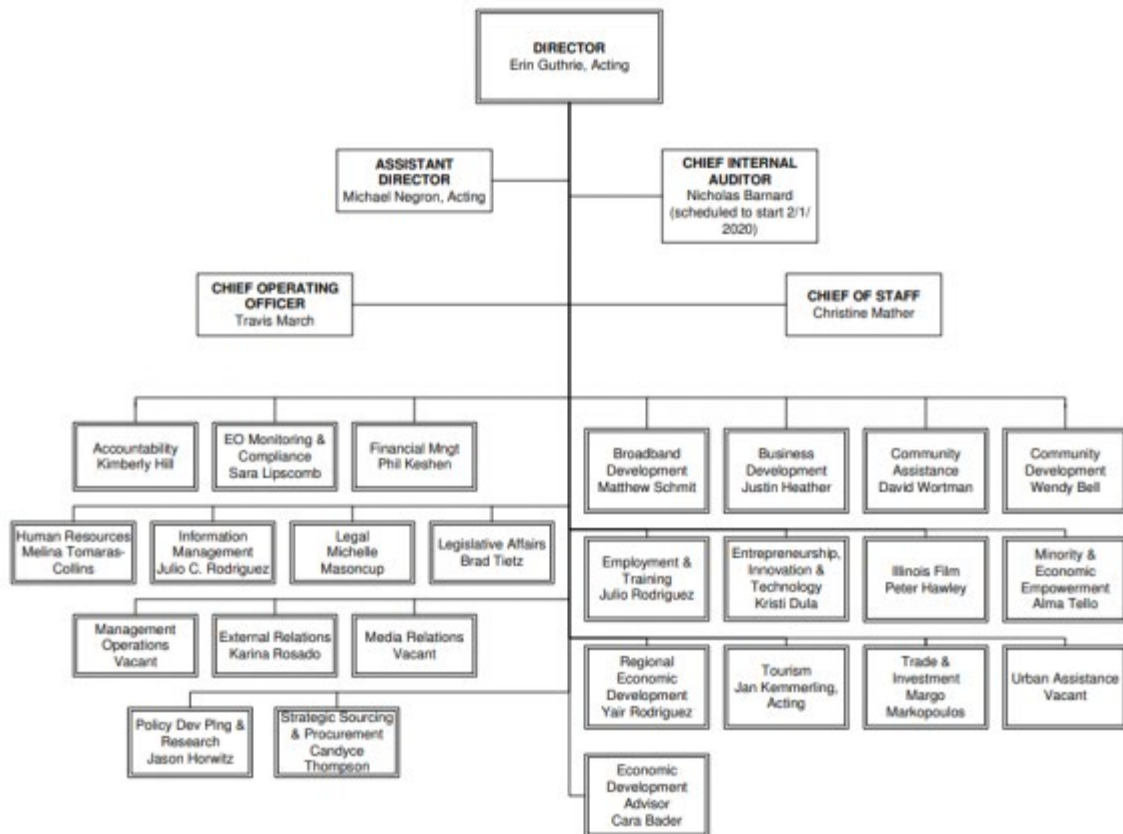 DIRECTOR
Erin Guthrie, Acting
ASSISTANT
DIRECTOR
Michael Negron, Acting
CHIEF INTERNAL
AUDITOR
Nicholas Barnard
(scheduled to start 2/1/
2020)
CHIEF OPERATING
OFFICER
Travis March
CHIEF OF STAFF
Christine Mather
Accountability
Kimberly Hill
EO Monitoring &
Compliance
Sara Lipscomb
Financial Mngt
Phil Keshen
Broadband
Development
Matthew Schmit
Business
Development
Justin Heather
Community
Assistance
David Wortman
Community
Development
Wendy Bell
Human Resources
Melina Tomaras-
Collins
Information
Management
Julio C. Rodriguez
Legal
Michelle
Masoncup
Legislative Affairs
Brad Tietz
Employment &
Training
Julio Rodriguez
Entrepreneurship,
Innovation &
Technology
Kristi Dula
Illinois Film
Peter Hawley
Minority &
Economic
Empowerment
Alma Tello
Management
Operations
Vacant
External Relations
Karina Rosado
Media Relations
Vacant
Regional
Economic
Development
Yair Rodriguez
Tourism
Jan Kemmerling,
Acting
Trade &
Investment
Margo
Markopoulos
Urban Assistance
Vacant
Policy Dev Plng &
Research
Jason Horwitz
Strategic Sourcing
& Procurement
Candyce
Thompson
Economic
Development
Advisor
Cara Bader